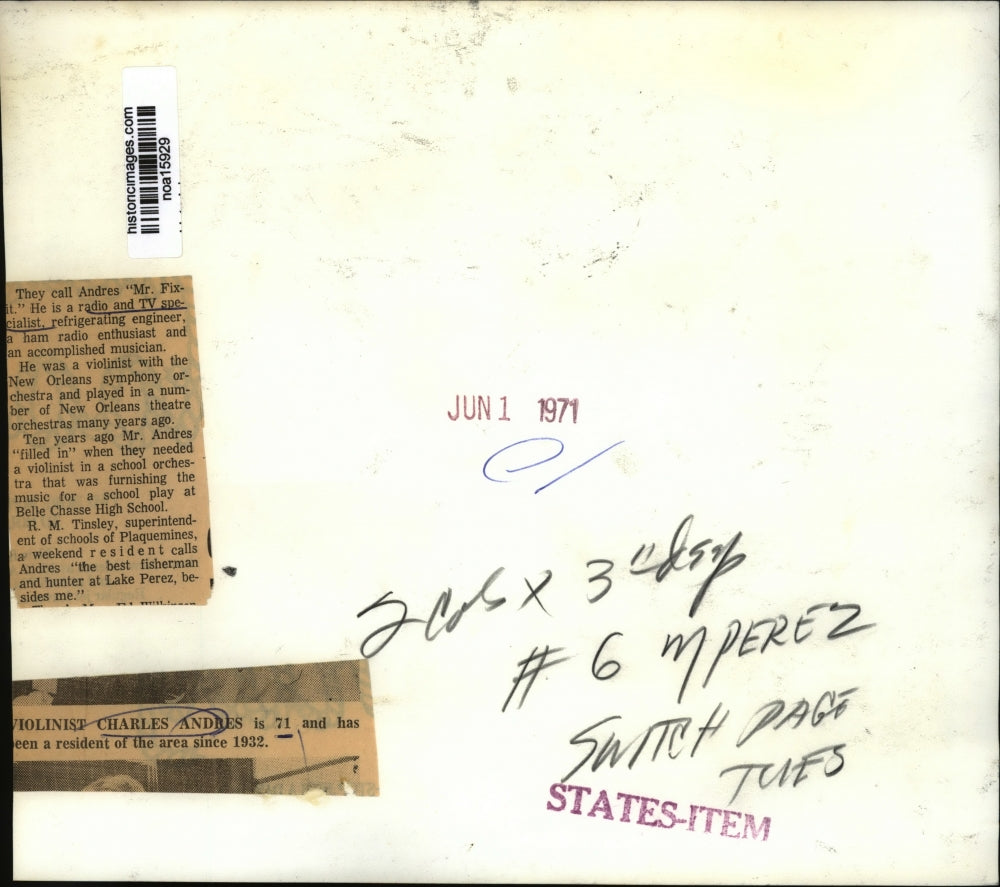 historicimages.com
noa15929
They call Andres "Mr. Fix-
it." He is a radio and TV spe-
cialist, refrigerating engineer,
a ham radio enthusiast and
an accomplished musician.
He was a violinist with the
New Orleans symphony or-
chestra and played in a num-
ber of New Orleans theatre
orchestras many years ago.
Ten years ago Mr. Andres
"filled in" when they needed
a violinist in a school orches-
tra that was furnishing the
music for a school play at
Belle Chasse High School.
R. M. Tinsley, superintend-
ent of schools of Plaquemines,
a weekend resident calls
Andres "the best fisherman
and hunter at Lake Perez, be-
sides me."
JUN 1 1971
2 Cols x 3" deep
# 6 M PEREZ
SWITCH PAGE
TUES
STATES-ITEM
VIOLINIST CHARLES ANDRES is 71 and has
een a resident of the area since 1932.